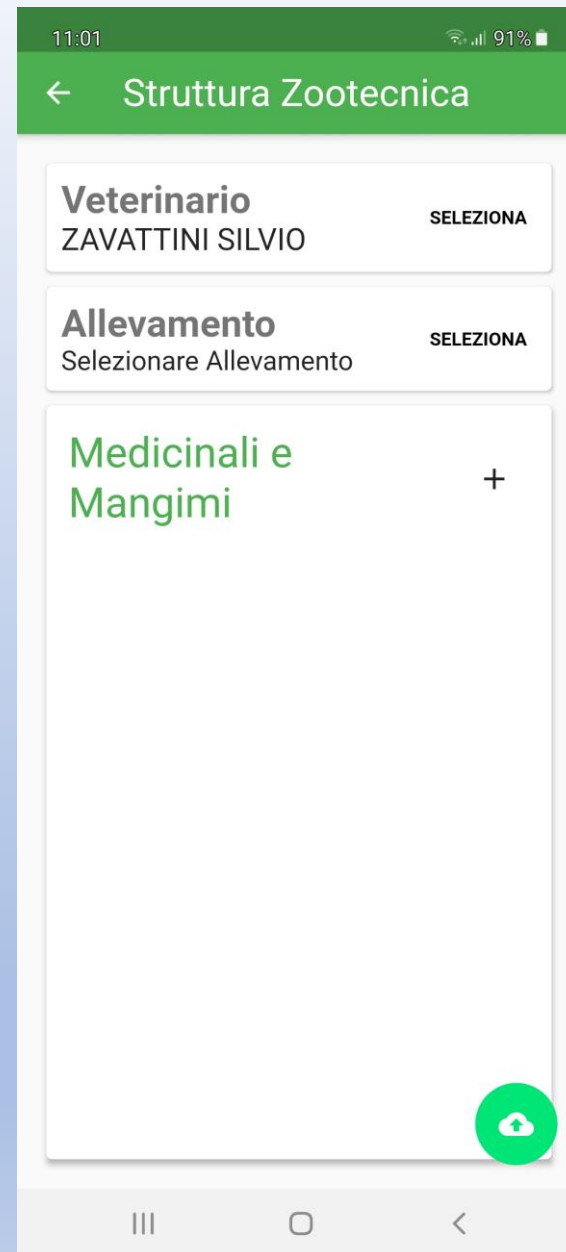 11:01 91%
Struttura Zootecnica
Veterinario
ZAVATTINI SILVIO
SELEZIONA
Allevamento
Selezionare Allevamento
SELEZIONA
Medicinali e
Mangimi
+